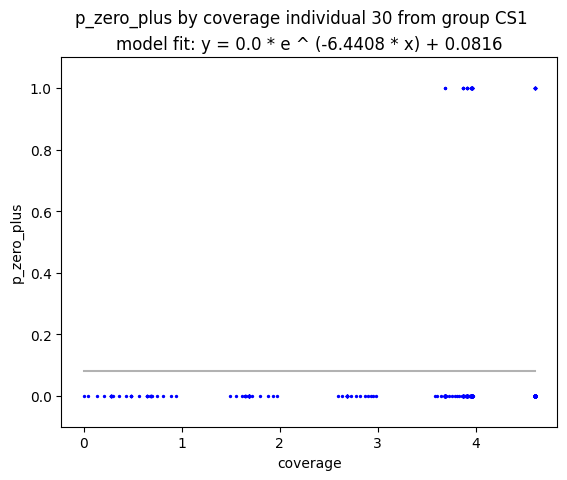 p_zero_plus by coverage individual 30 from group CS1
model fit: y = 0.0 * e ^ (-6.4408 * x) + 0.0816
1.0
0.8
0.6
0.4
0.2
0.0
p_zero_plus
0 1 2 3 4
coverage